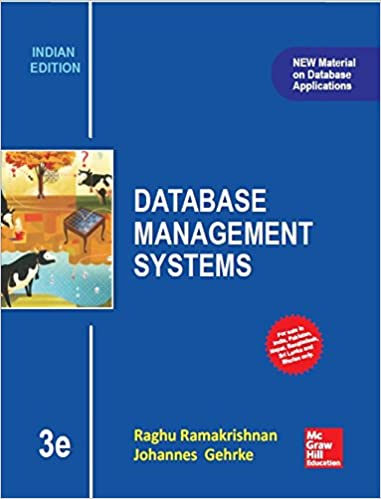 INDIAN
EDITION
NEW Material
on Database
Applications
?
DATABASE
MANAGEMENT
SYSTEMS
For sale in
India, Pakistan,
Nepal, Bangladesh,
Sri Lanka and
Bhutan only.
3e
Raghu Ramakrishnan
Johannes Gehrke
Mc
Graw
Hill
Education